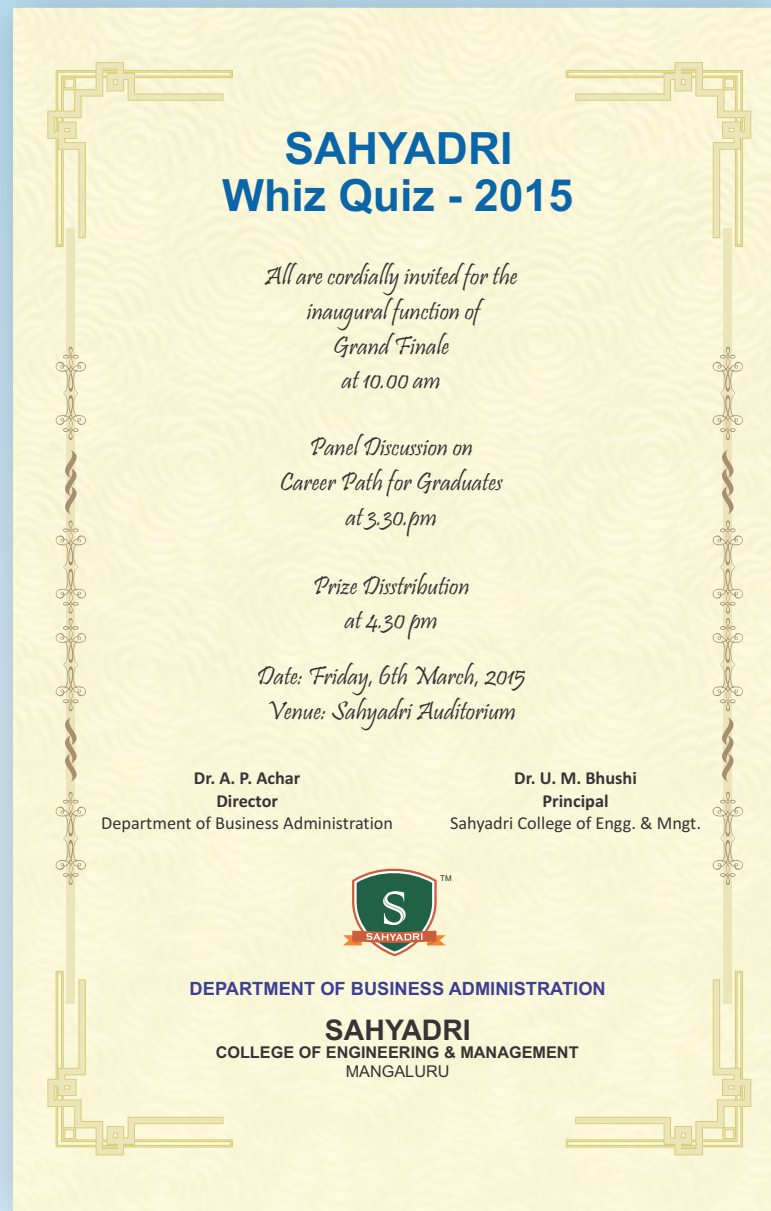 SAHYADRI
Whiz Quiz - 2015
All are cordially invited for the
inaugural function of
Grand Finale
at 10.00 am
Panel Discussion on
Career Path for Graduates
at 3.30.pm
Prize Disstribution
at 4.30 pm
Date: Friday, 6th March, 2015
Venue: Sahyadri Auditorium
Dr. A. P. Achar
Director
Department of Business Administration
Dr. U. M. Bhushi
Principal
Sahyadri College of Engg. & Mngt.
S
TM
SAHYADRI
DEPARTMENT OF BUSINESS ADMINISTRATION
SAHYADRI
COLLEGE OF ENGINEERING & MANAGEMENT
MANGALURU